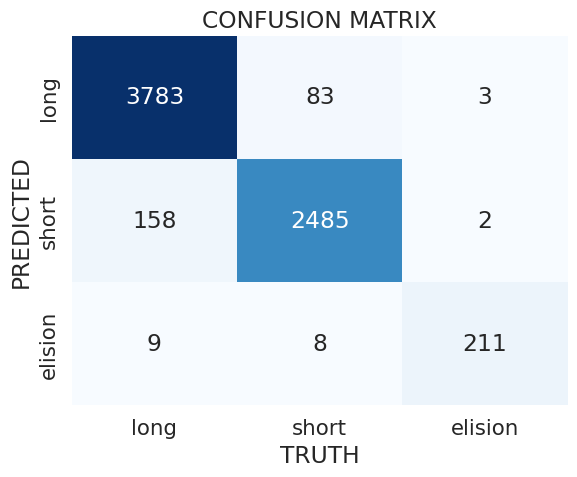 CONFUSION MATRIX
PREDICTED
long 3783 83 3
short 158 2485 2
elision 9 8 211
long short elision
TRUTH